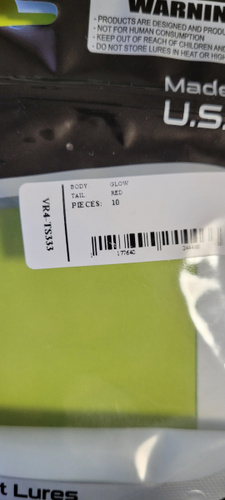 WARNIN
- PRODUCTS ARE DESIGNED AND PRODU
- NOT FOR HUMAN CONSUMPTION
- KEEP OUT OF REACH OF CHILDREN AND
- DO NOT STORE LURES IN HEAT OR HIGH
Made
U.S.
BODY GLOW
TAIL RED
PIECES: 10
VR4-TS333
177640
t Lures